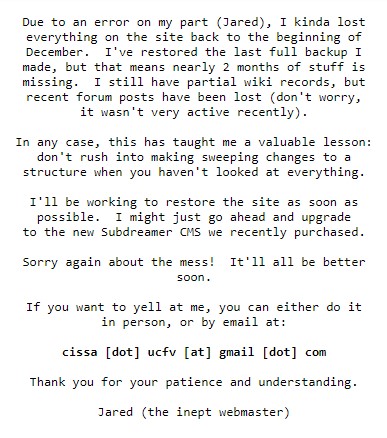 Due to an error on my part (Jared), I kinda lost
everything on the site back to the beginning of
December.  I've restored the last full backup I
made, but that means nearly 2 months of stuff is
missing.  I still have partial wiki records, but
recent forum posts have been lost (don't worry,
it wasn't very active recently).
In any case, this has taught me a valuable lesson:
don't rush into making sweeping changes to a
structure when you haven't looked at everything.
I'll be working to restore the site as soon as
possible.  I might just go ahead and upgrade
to the new Subdreamer CMS we recently purchased.
Sorry again about the mess!  It'll all be better
soon.
If you want to yell at me, you can either do it
in person, or by email at:
cissa [dot] ucfv [at] gmail [dot] com
Thank you for your patience and understanding.
Jared (the inept webmaster)